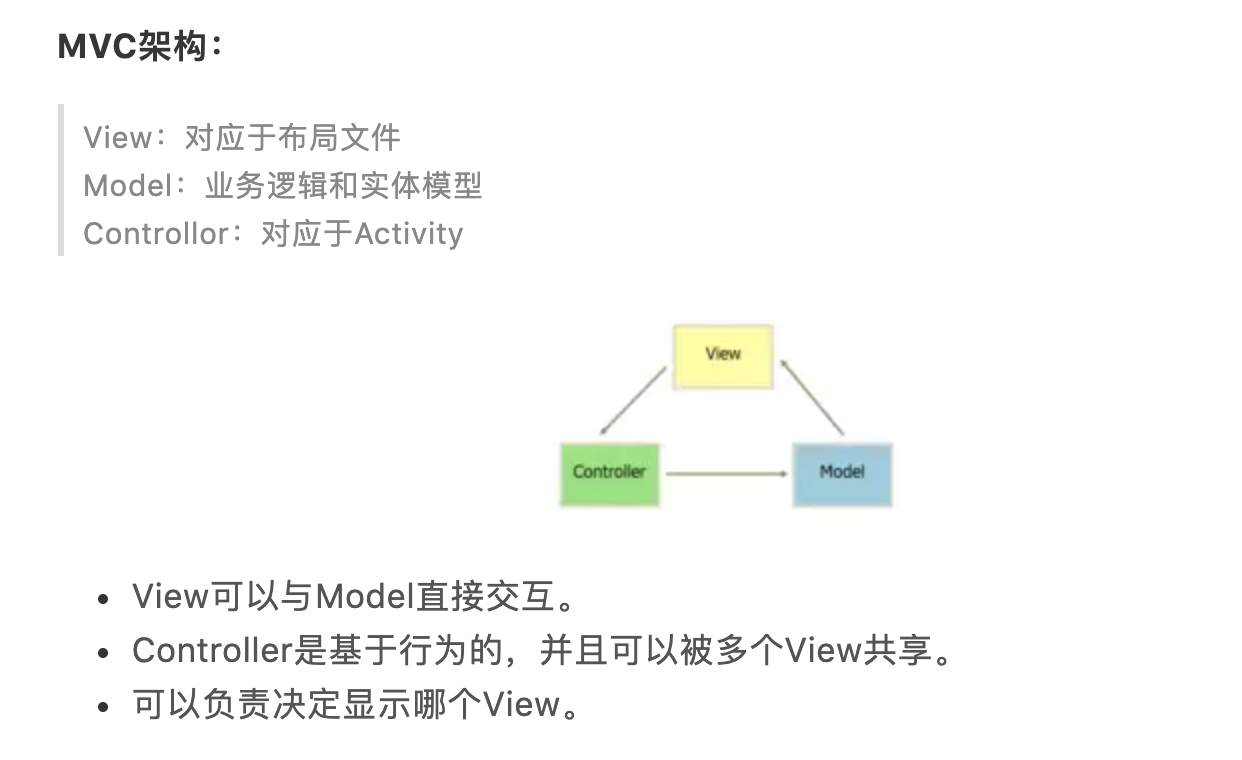 MVC架构：
View：对应于布局文件
Model：业务逻辑和实体模型
Controllor：对应于Activity
View
Controller
Model
View可以与Model直接交互。
Controller是基于行为的，并且可以被多个View共享。
可以负责决定显示哪个View。